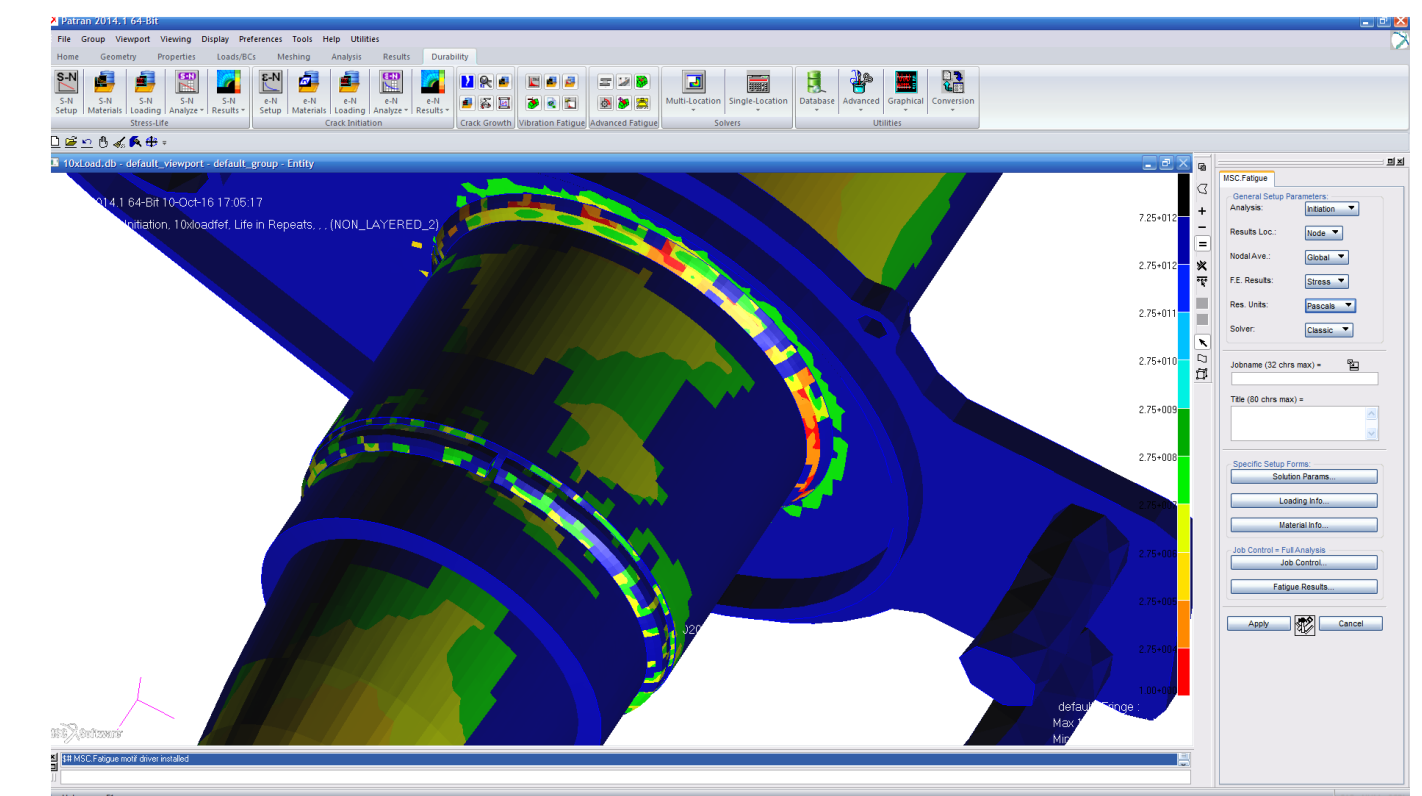 Patran 2014.1 64-Bit
File Group Viewport Viewing Display Preferences Tools Help Utilities
Home Geometry Properties Loads/BCs Meshing Analysis Results Durability
S-N S-N ε-N
S-N Setup S-N Materials S-N Loading S-N Analyze S-N Results e-N Setup e-N Materials e-N Loading e-N Analyze e-N Results Multi-Location Single-Location Database Advanced Graphical Conversion
Stress-Life Crack Initiation Crack Growth Vibration Fatigue Advanced Fatigue Solvers Utilities
10xLoad.db - default_viewport - default_group - Entity
2014.1 64-Bit 10-Oct-16 17:05:17
Initiation, 10xloadfef, Life in Repeats, , , (NON_LAYERED_2)
7.25+012
2.75+012
2.75+011
2.75+010
2.75+009
2.75+008
2.75+006
2.75+005
2.75+004
Max
MSC.Fatigue
General Setup Parameters:
Analysis: Initiation
Results Loc.: Node
Nodal Ave.: Global
F.E. Results: Stress
Res. Units: Pascals
Solver: Classic
Jobname (32 chrs max) =
Title (80 chrs max) =
Specific Setup Forms:
Solution Params...
Loading Info...
Material Info...
Job Control = Full Analysis
Job Control...
Fatigue Results...
Apply Cancel
$# MSC.Fatigue motif driver installed